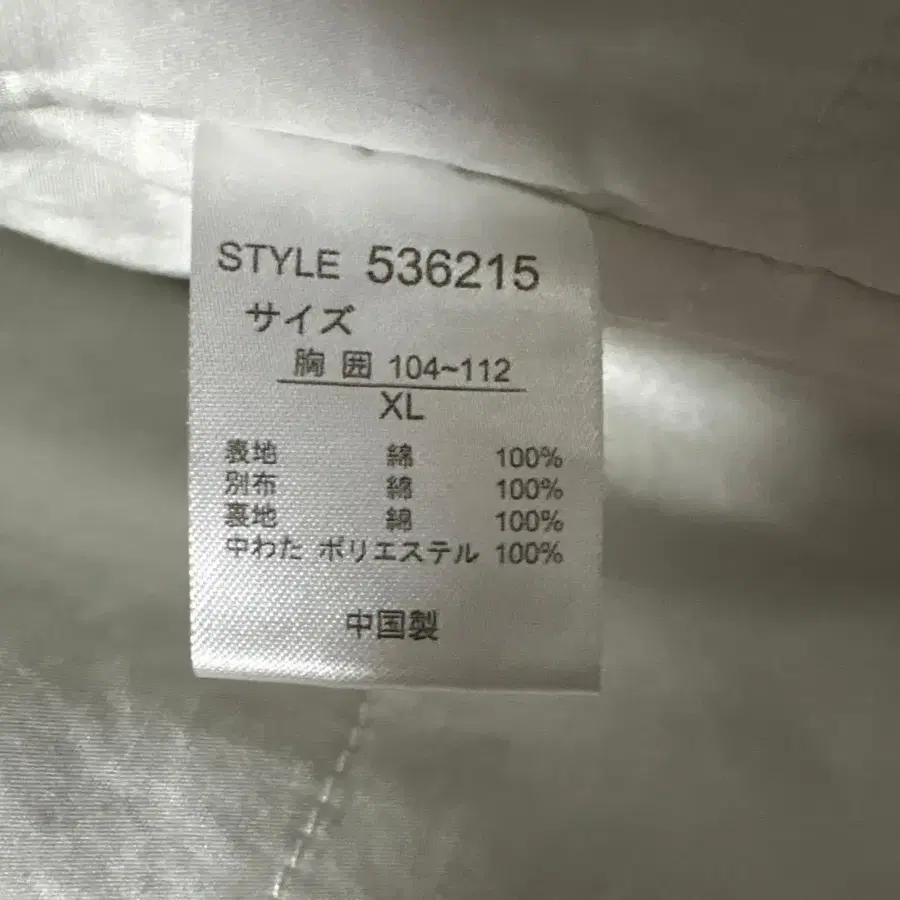 STYLE 536215
サイズ
胸 囲 104~112
XL
表地 綿 100%
別布 綿 100%
裏地 綿 100%
中わた ポリエステル 100%
中国製